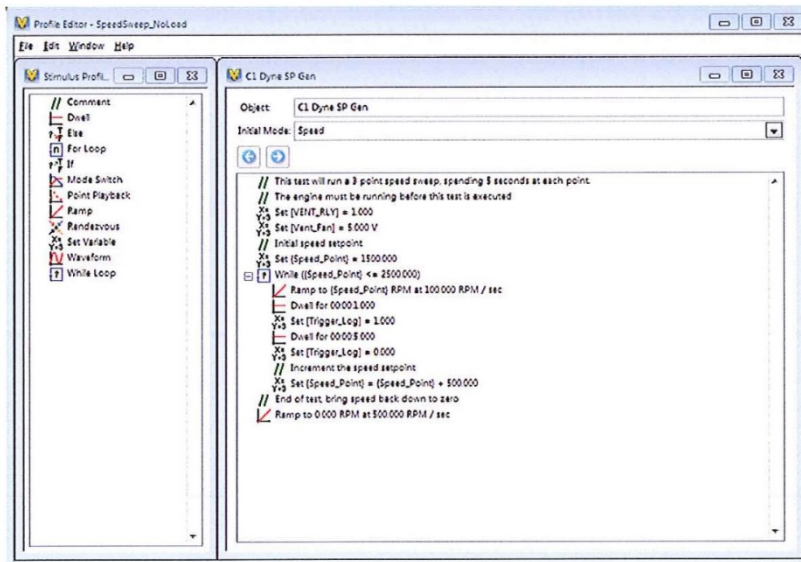 Profile Editor - SpeedSweep_NoLoad
File Edit Window Help
Stimulus Profil...
// Comment
Dwell
Else
For Loop
If
Mode Switch
Point Playback
Ramp
Rendezvous
Set Variable
Waveform
While Loop
C1 Dyne SP Gen
Object: C1 Dyne SP Gen
Initial Mode: Speed
// This test will run a 3 point speed sweep, spending 5 seconds at each point.
// The engine must be running before this test is executed
Set [VENT_RLY] = 1.000
Set [Vent_Fan] = 5.000 V
// Initial speed setpoint
Set {Speed_Point} = 1500.000
While ({Speed_Point} <= 2500.000)
Ramp to {Speed_Point} RPM at 100.000 RPM / sec
Dwell for 00:00:1.000
Set [Trigger_Log] = 1.000
Dwell for 00:00:5.000
Set [Trigger_Log] = 0.000
// Increment the speed setpoint
Set {Speed_Point} = {Speed_Point} + 500.000
// End of test, bring speed back down to zero
Ramp to 0.000 RPM at 500.000 RPM / sec